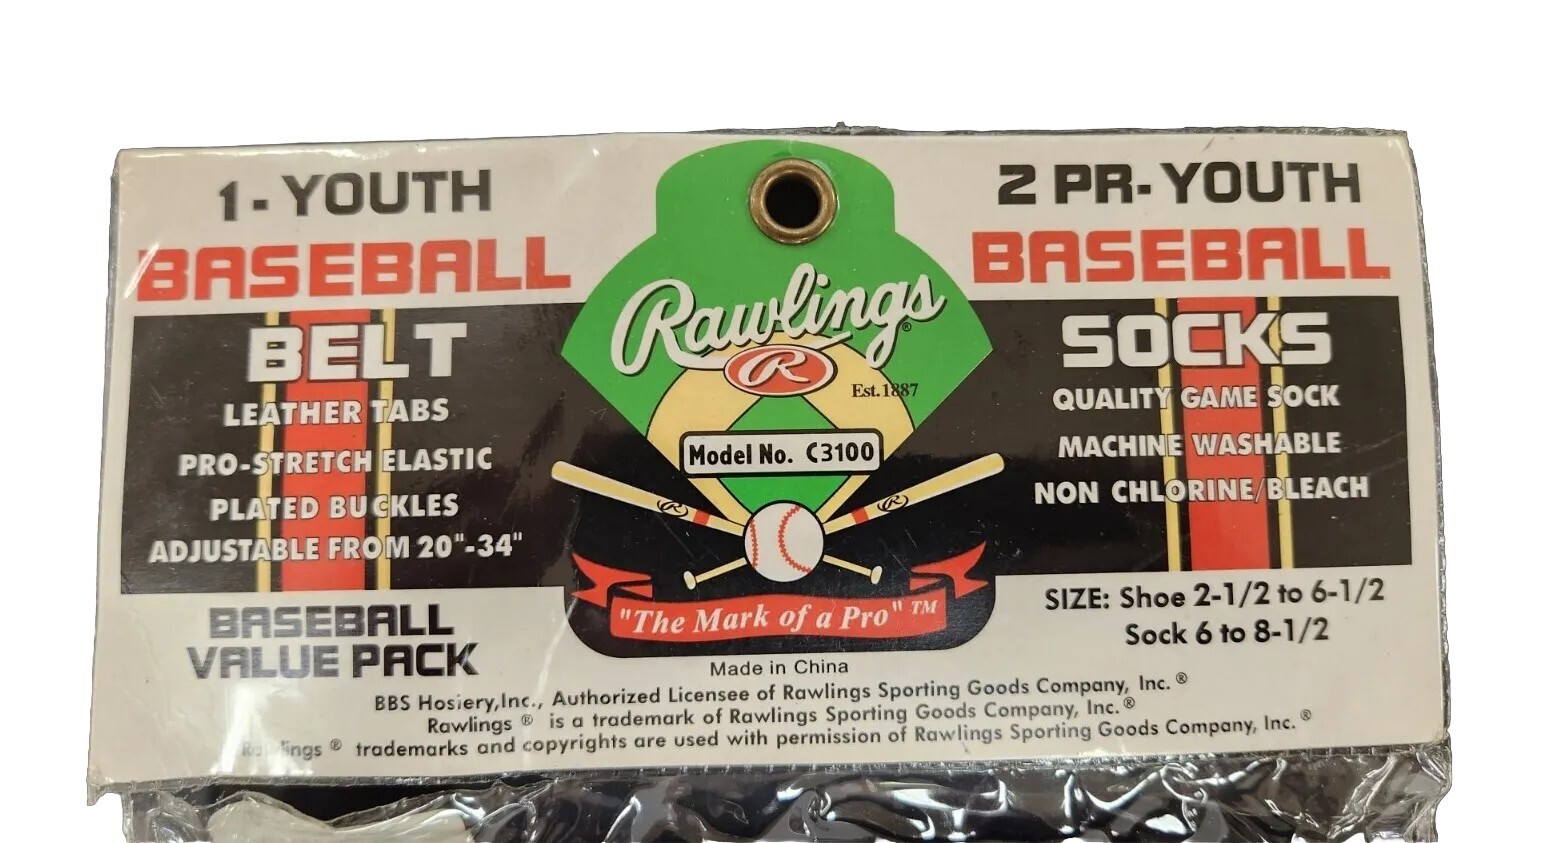 1 - YOUTH
BASEBALL
BELT
LEATHER TABS
PRO-STRETCH ELASTIC
PLATED BUCKLES
ADJUSTABLE FROM 20"-34"
BASEBALL
VALUE PACK
Rawlings®
R
Est. 1887
Model No. C3100
R
R
"The Mark of a Pro" TM
2 PR- YOUTH
BASEBALL
SOCKS
QUALITY GAME SOCK
MACHINE WASHABLE
NON CHLORINE/BLEACH
SIZE: Shoe 2-1/2 to 6-1/2
Sock 6 to 8-1/2
Made in China
BBS Hosiery,Inc., Authorized Licensee of Rawlings Sporting Goods Company, Inc.®
Rawlings ® is a trademark of Rawlings Sporting Goods Company, Inc.®
Rawlings ® trademarks and copyrights are used with permission of Rawlings Sporting Goods Company, Inc.®